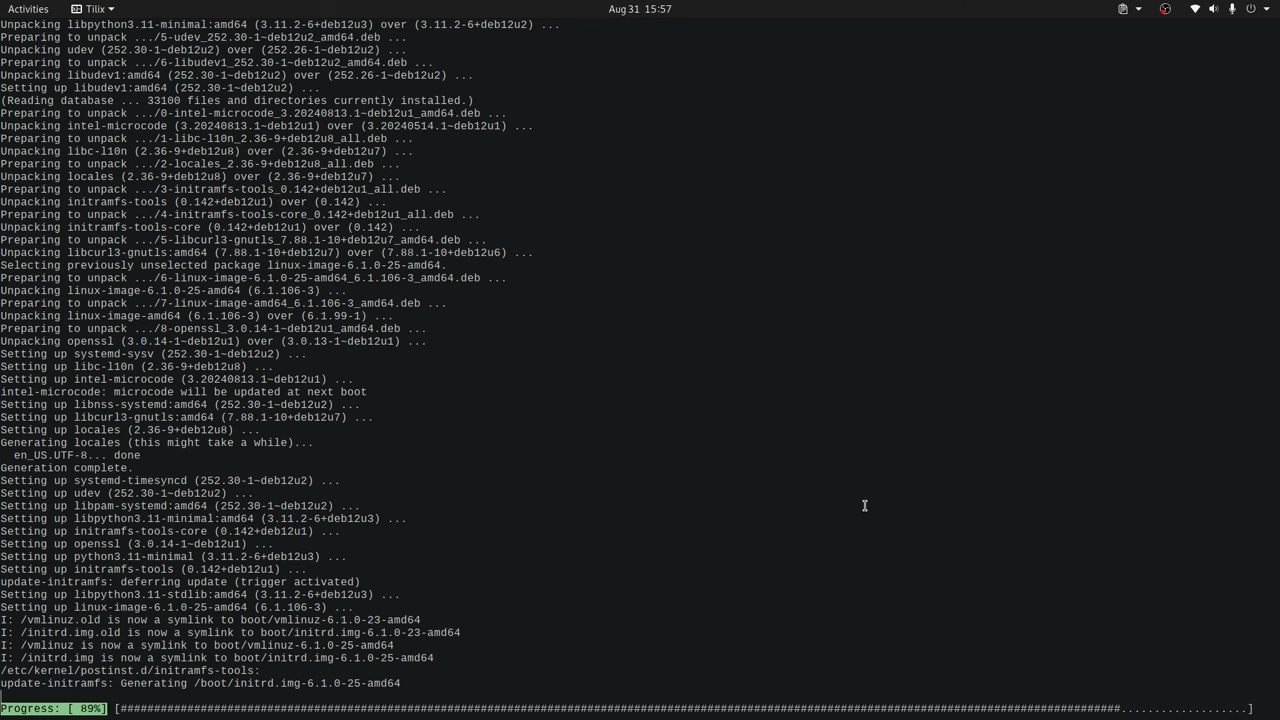 Activities Tilix Aug 31 15:57
Unpacking libpython3.11-minimal:amd64 (3.11.2-6+deb12u3) over (3.11.2-6+deb12u2) ...
Preparing to unpack .../5-udev_252.30-1~deb12u2_amd64.deb ...
Unpacking udev (252.30-1~deb12u2) over (252.26-1~deb12u2) ...
Preparing to unpack .../6-libudev1_252.30-1~deb12u2_amd64.deb ...
Unpacking libudev1:amd64 (252.30-1~deb12u2) over (252.26-1~deb12u2) ...
Setting up libudev1:amd64 (252.30-1~deb12u2) ...
(Reading database ... 33100 files and directories currently installed.)
Preparing to unpack .../0-intel-microcode_3.20240813.1~deb12u1_amd64.deb ...
Unpacking intel-microcode (3.20240813.1~deb12u1) over (3.20240514.1~deb12u1) ...
Preparing to unpack .../1-libc-l10n_2.36-9+deb12u8_all.deb ...
Unpacking libc-l10n (2.36-9+deb12u8) over (2.36-9+deb12u7) ...
Preparing to unpack .../2-locales_2.36-9+deb12u8_all.deb ...
Unpacking locales (2.36-9+deb12u8) over (2.36-9+deb12u7) ...
Preparing to unpack .../3-initramfs-tools_0.142+deb12u1_all.deb ...
Unpacking initramfs-tools (0.142+deb12u1) over (0.142) ...
Preparing to unpack .../4-initramfs-tools-core_0.142+deb12u1_all.deb ...
Unpacking initramfs-tools-core (0.142+deb12u1) over (0.142) ...
Preparing to unpack .../5-libcurl3-gnutls_7.88.1-10+deb12u7_amd64.deb ...
Unpacking libcurl3-gnutls:amd64 (7.88.1-10+deb12u7) over (7.88.1-10+deb12u6) ...
Selecting previously unselected package linux-image-6.1.0-25-amd64.
Preparing to unpack .../6-linux-image-6.1.0-25-amd64_6.1.106-3_amd64.deb ...
Unpacking linux-image-6.1.0-25-amd64 (6.1.106-3) ...
Preparing to unpack .../7-linux-image-amd64_6.1.106-3_amd64.deb ...
Unpacking linux-image-amd64 (6.1.106-3) over (6.1.99-1) ...
Preparing to unpack .../8-openssl_3.0.14-1~deb12u1_amd64.deb ...
Unpacking openssl (3.0.14-1~deb12u1) over (3.0.13-1~deb12u1) ...
Setting up systemd-sysv (252.30-1~deb12u2) ...
Setting up libc-l10n (2.36-9+deb12u8) ...
Setting up intel-microcode (3.20240813.1~deb12u1) ...
intel-microcode: microcode will be updated at next boot
Setting up libnss-systemd:amd64 (252.30-1~deb12u2) ...
Setting up libcurl3-gnutls:amd64 (7.88.1-10+deb12u7) ...
Setting up locales (2.36-9+deb12u8) ...
Generating locales (this might take a while)...
  en_US.UTF-8... done
Generation complete.
Setting up systemd-timesyncd (252.30-1~deb12u2) ...
Setting up udev (252.30-1~deb12u2) ...
Setting up libpam-systemd:amd64 (252.30-1~deb12u2) ...
Setting up libpython3.11-minimal:amd64 (3.11.2-6+deb12u3) ...
Setting up initramfs-tools-core (0.142+deb12u1) ...
Setting up openssl (3.0.14-1~deb12u1) ...
Setting up python3.11-minimal (3.11.2-6+deb12u3) ...
Setting up initramfs-tools (0.142+deb12u1) ...
update-initramfs: deferring update (trigger activated)
Setting up libpython3.11-stdlib:amd64 (3.11.2-6+deb12u3) ...
Setting up linux-image-6.1.0-25-amd64 (6.1.106-3) ...
I: /vmlinuz.old is now a symlink to boot/vmlinuz-6.1.0-23-amd64
I: /initrd.img.old is now a symlink to boot/initrd.img-6.1.0-23-amd64
I: /vmlinuz is now a symlink to boot/vmlinuz-6.1.0-25-amd64
I: /initrd.img is now a symlink to boot/initrd.img-6.1.0-25-amd64
/etc/kernel/postinst.d/initramfs-tools:
update-initramfs: Generating /boot/initrd.img-6.1.0-25-amd64
Progress: [ 89%] [######################################################################################################################################################...................]